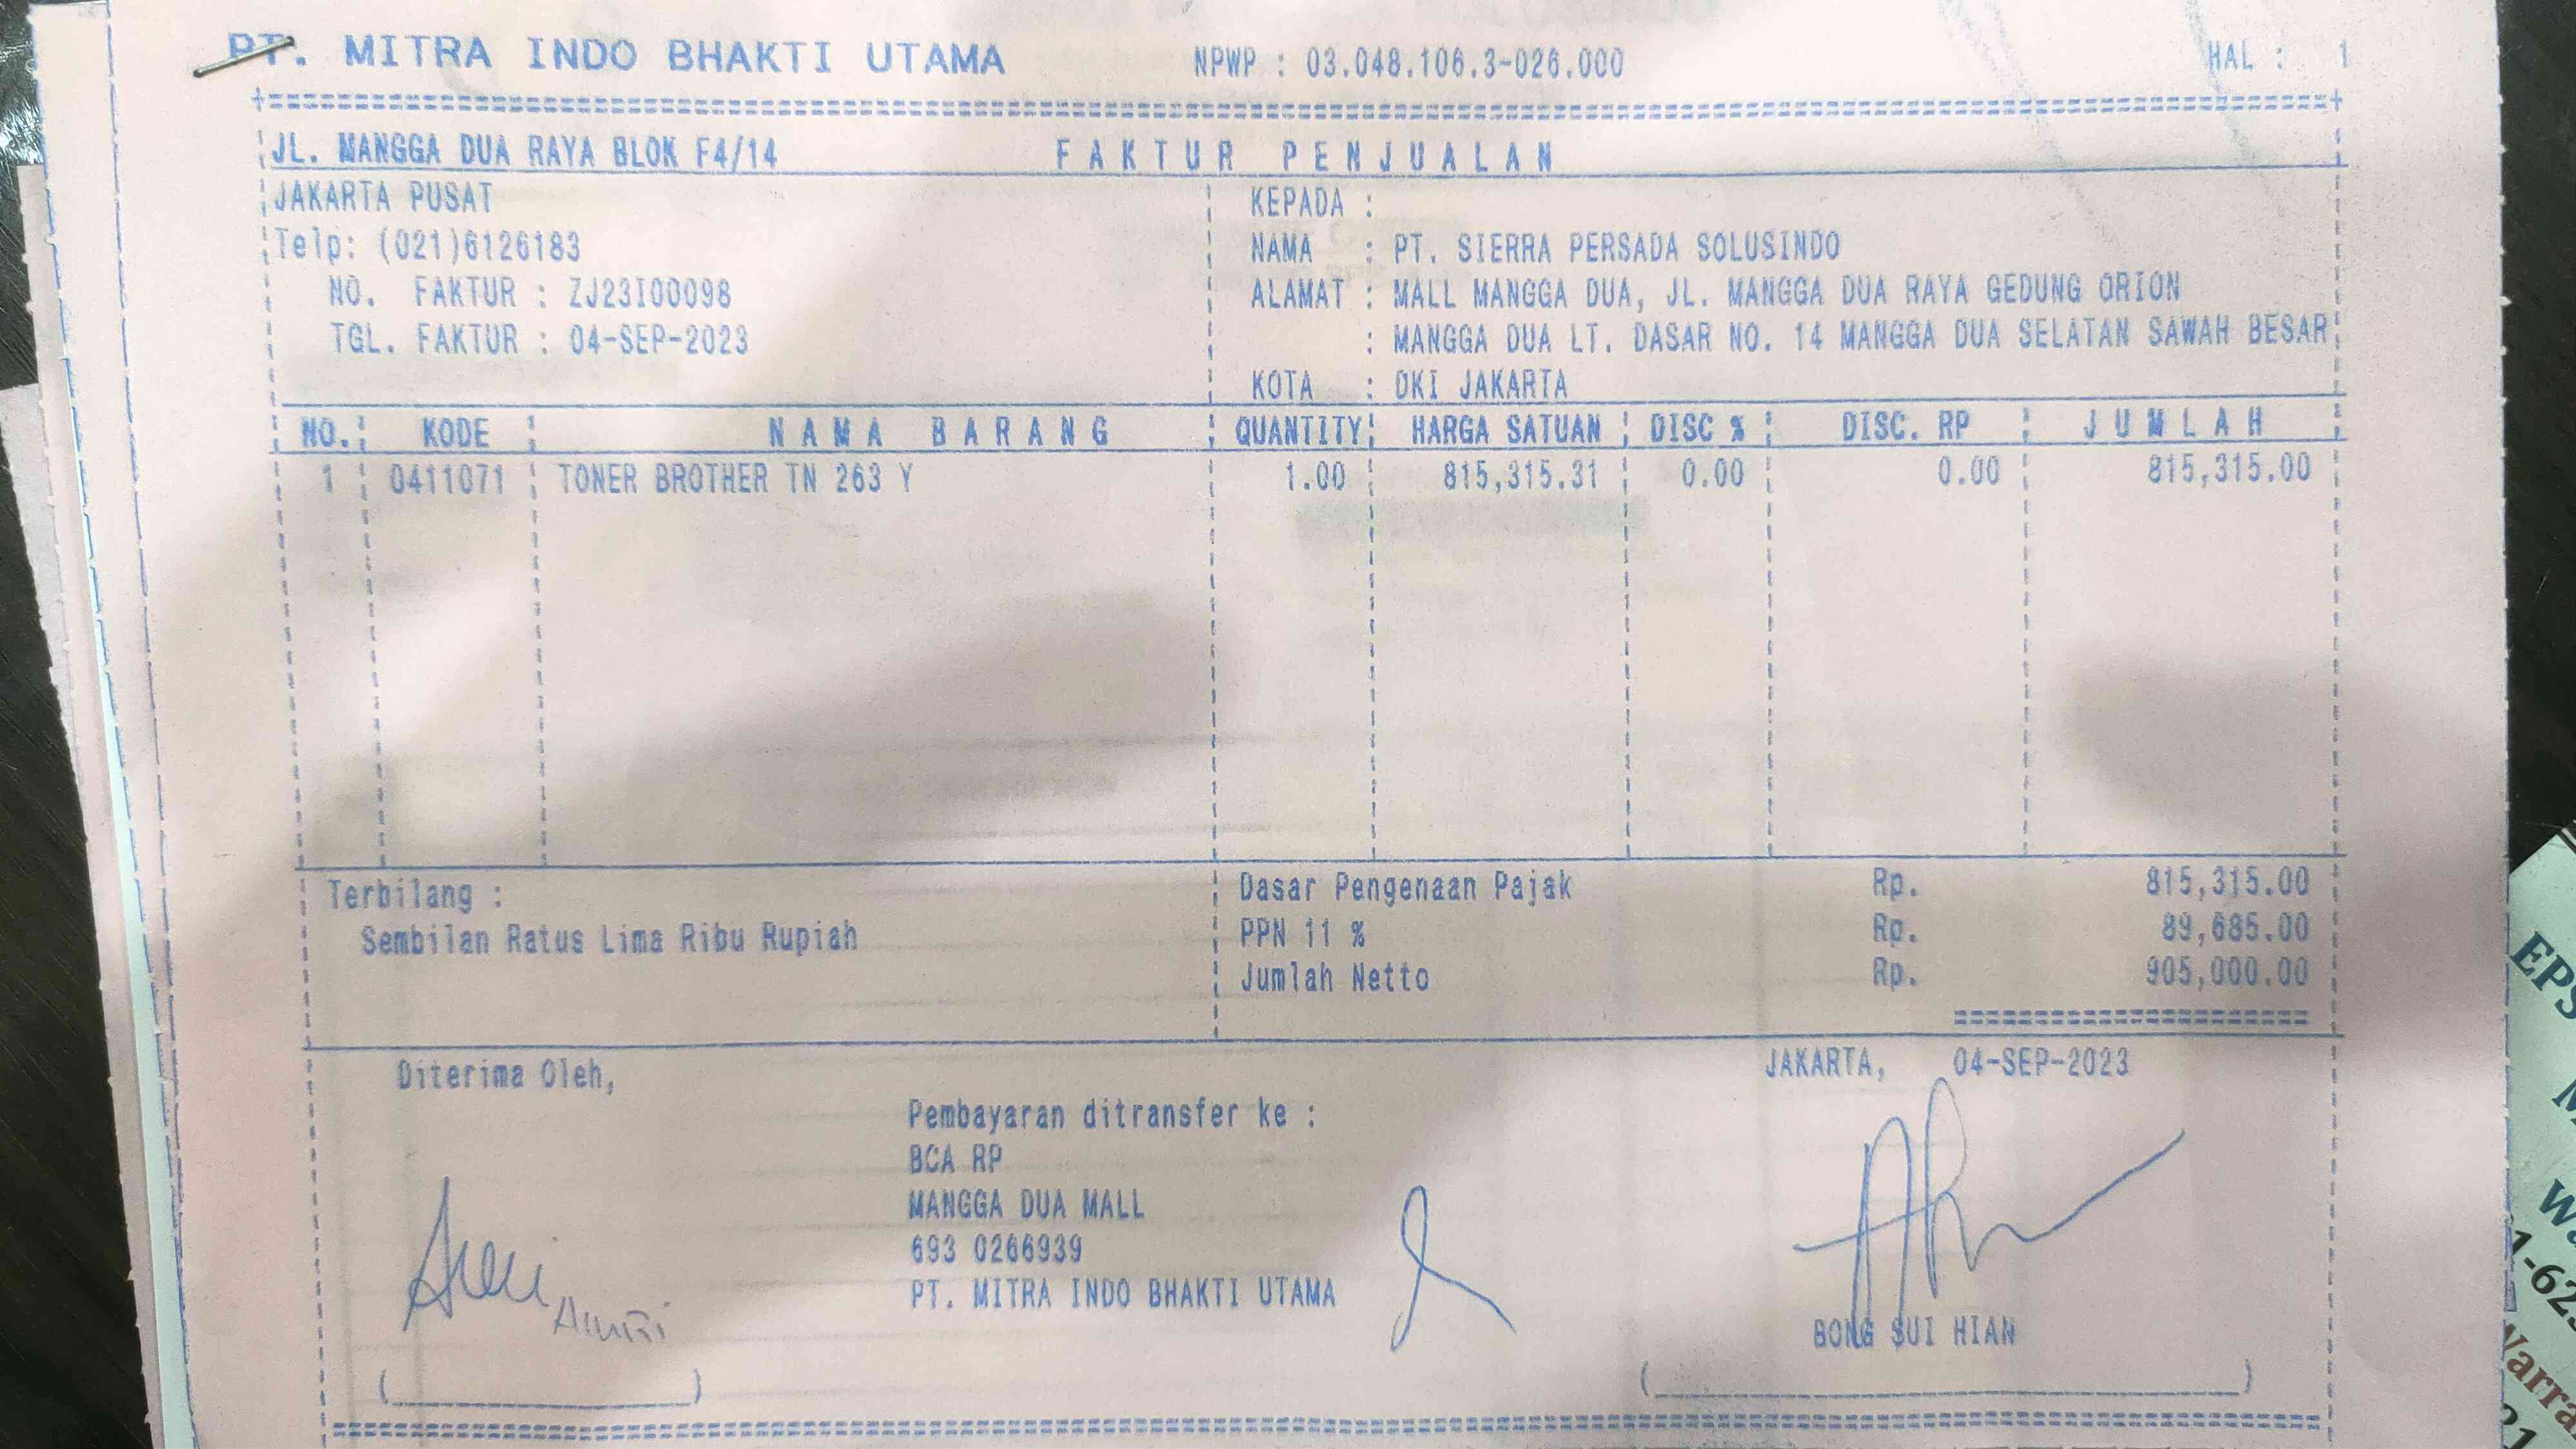 PT. MITRA INDO BHAKTI UTAMA NPWP : 03.048.106.3-026.000 HAL : 1
JL. MANGGA DUA RAYA BLOK F4/14 FAKTUR PENJUALAN
JAKARTA PUSAT
Telp: (021)6126183
NO. FAKTUR : ZJ23I00098
TGL. FAKTUR : 04-SEP-2023
KEPADA :
NAMA : PT. SIERRA PERSADA SOLUSINDO
ALAMAT : MALL MANGGA DUA, JL. MANGGA DUA RAYA GEDUNG ORION
: MANGGA DUA LT. DASAR NO. 14 MANGGA DUA SELATAN SAWAH BESAR
KOTA : DKI JAKARTA
NO. KODE NAMA BARANG QUANTITY HARGA SATUAN DISC % DISC. RP JUMLAH
1 0411071 TONER BROTHER TN 263 Y 1.00 815,315.31 0.00 0.00 815,315.00
Terbilang :
Sembilan Ratus Lima Ribu Rupiah
Dasar Pengenaan Pajak Rp. 815,315.00
PPN 11 % Rp. 89,685.00
Jumlah Netto Rp. 905,000.00
Diterima Oleh,
JAKARTA, 04-SEP-2023
Pembayaran ditransfer ke :
BCA RP
MANGGA DUA MALL
693 0266939
PT. MITRA INDO BHAKTI UTAMA
BONG SUI HIAN
EPS